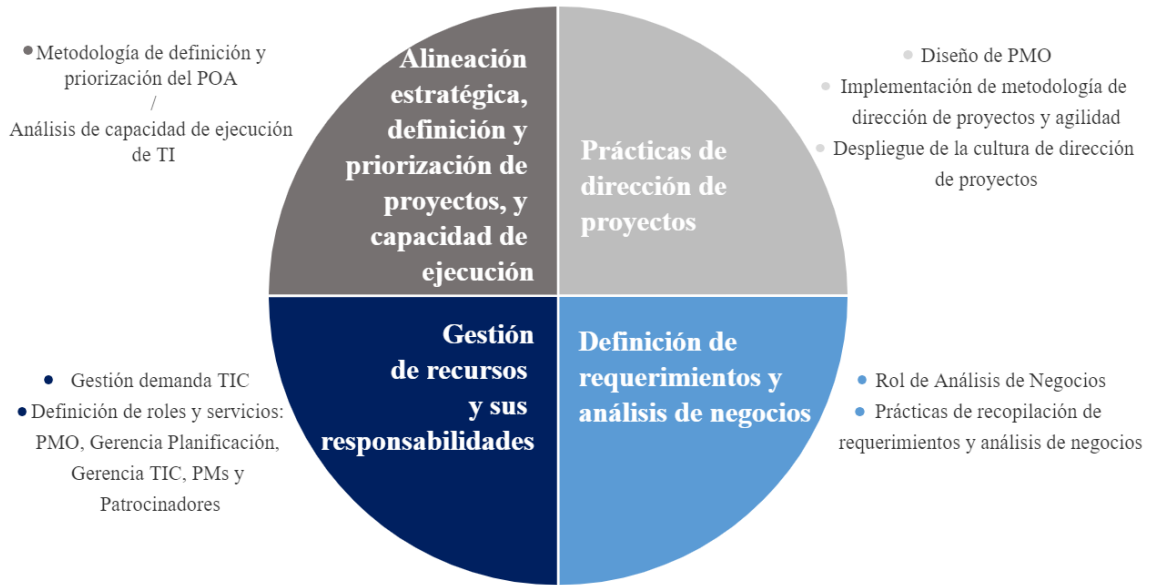 ● Metodología de definición y
priorización del POA
/
Análisis de capacidad de ejecución
de TI
Alineación
estratégica,
definición y
priorización de
proyectos, y
capacidad de
ejecución
Prácticas de
dirección de
proyectos
● Diseño de PMO
● Implementación de metodología de
dirección de proyectos y agilidad
● Despliegue de la cultura de dirección
de proyectos
● Gestión demanda TIC
● Definición de roles y servicios:
PMO, Gerencia Planificación,
Gerencia TIC, PMs y
Patrocinadores
Gestión
de recursos
y sus
responsabilidades
Definición de
requerimientos y
análisis de negocios
● Rol de Análisis de Negocios
● Prácticas de recopilación de
requerimientos y análisis de negocios